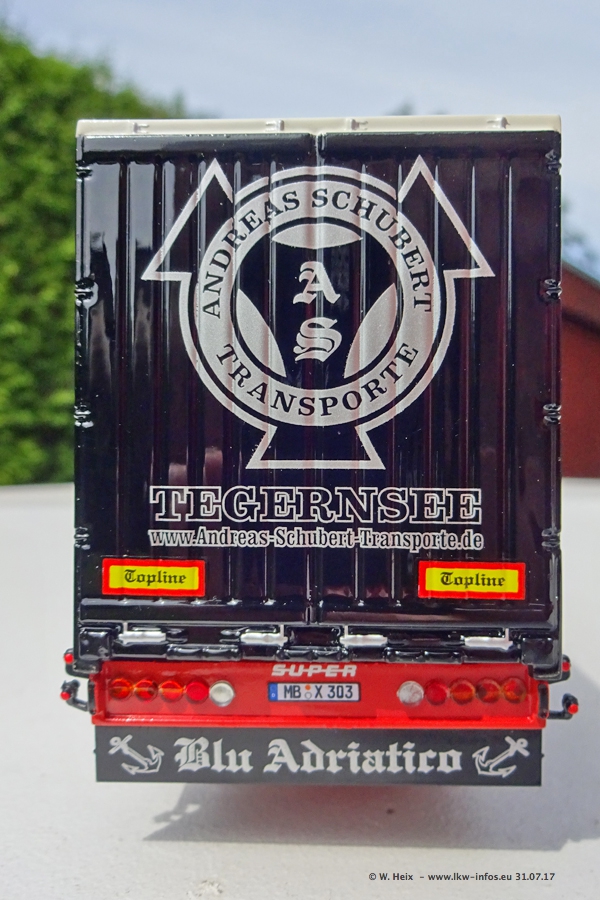 ANDREAS SCHUBERT
A
S
TRANSPORTE
TEGERNSEE
www.Andreas-Schubert-Transporte.de
Topline Topline
SUPER
MB X 303
Blu Adriatico
© W. Heix - www.lkw-infos.eu 31.07.17